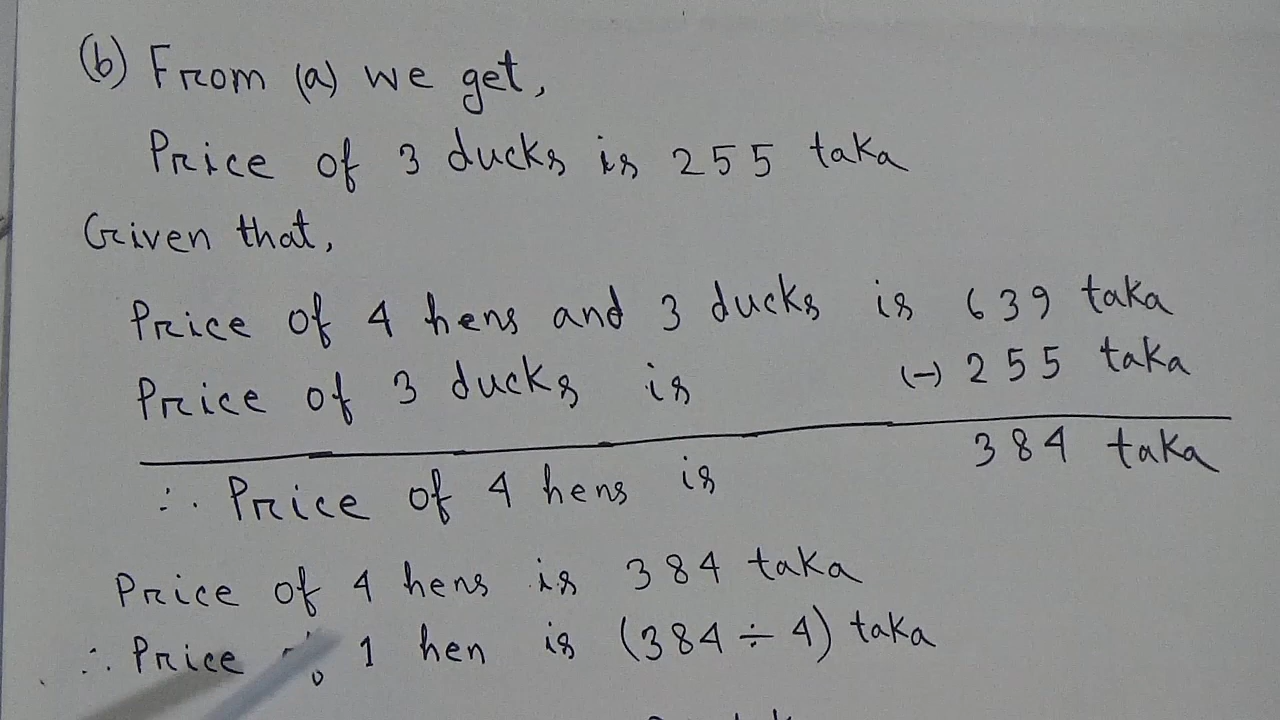 (b) From (a) we get,
Price of 3 ducks is 255 taka
Given that,
Price of 4 hens and 3 ducks is 639 taka
Price of 3 ducks is (-) 255 taka
∴ Price of 4 hens is 384 taka
Price of 4 hens is 384 taka
∴ Price 1 hen is (384 ÷ 4) taka